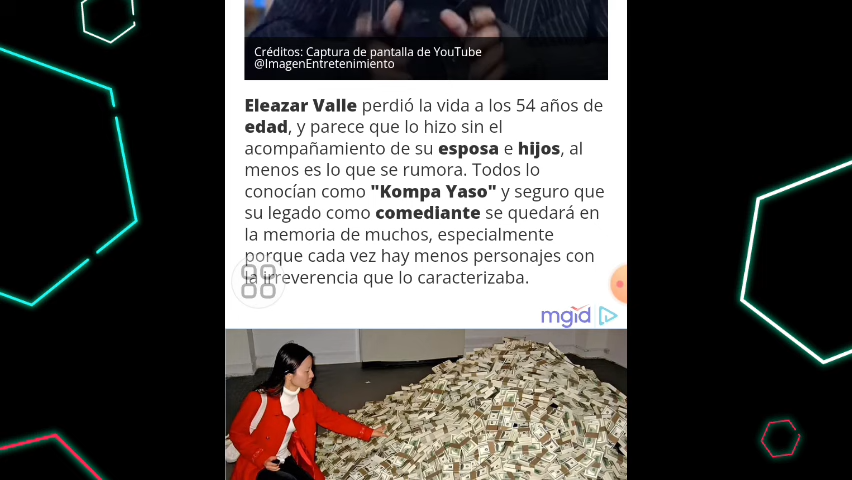 Créditos: Captura de pantalla de YouTube
@ImagenEntretenimiento
Eleazar Valle perdió la vida a los 54 años de
edad, y parece que lo hizo sin el
acompañamiento de su esposa e hijos, al
menos es lo que se rumora. Todos lo
conocían como "Kompa Yaso" y seguro que
su legado como comediante se quedará en
la memoria de muchos, especialmente
porque cada vez hay menos personajes con
la irreverencia que lo caracterizaba.
mgid